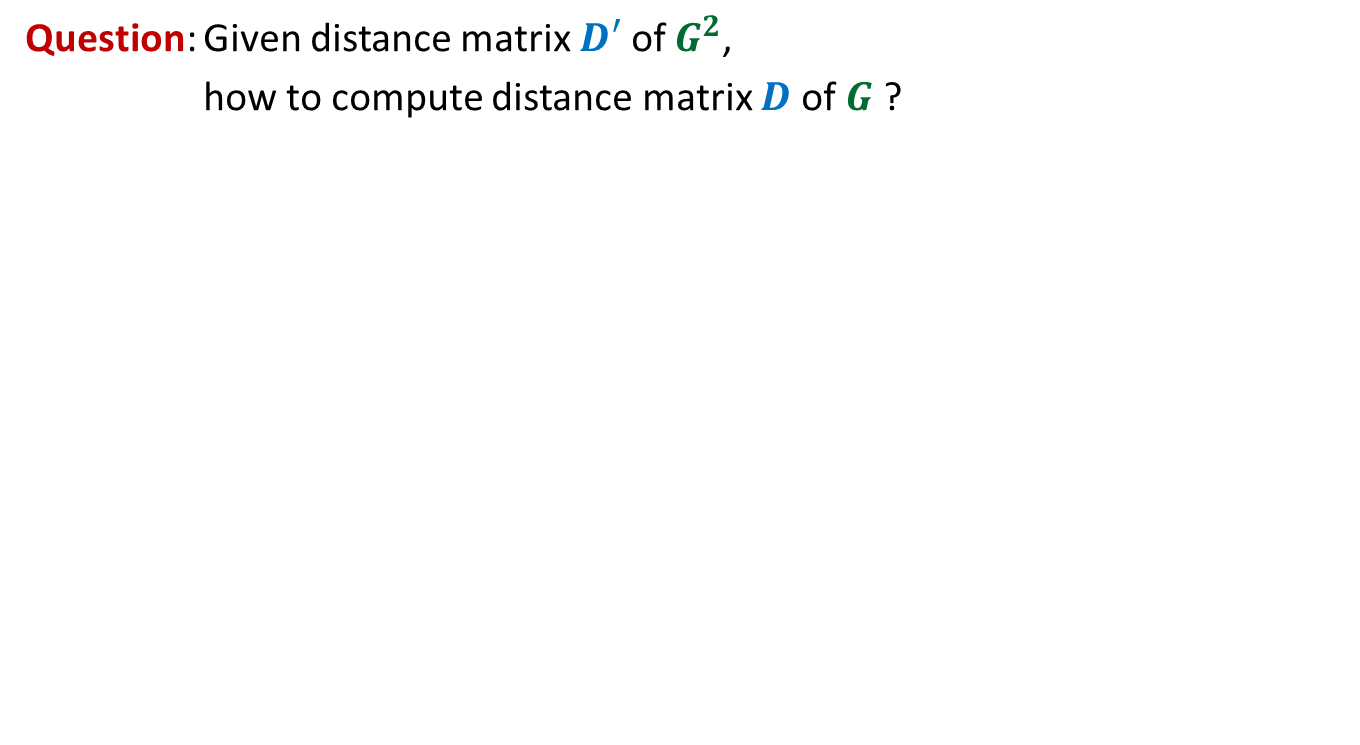 Question: Given distance matrix D′ of G²,
how to compute distance matrix D of G ?